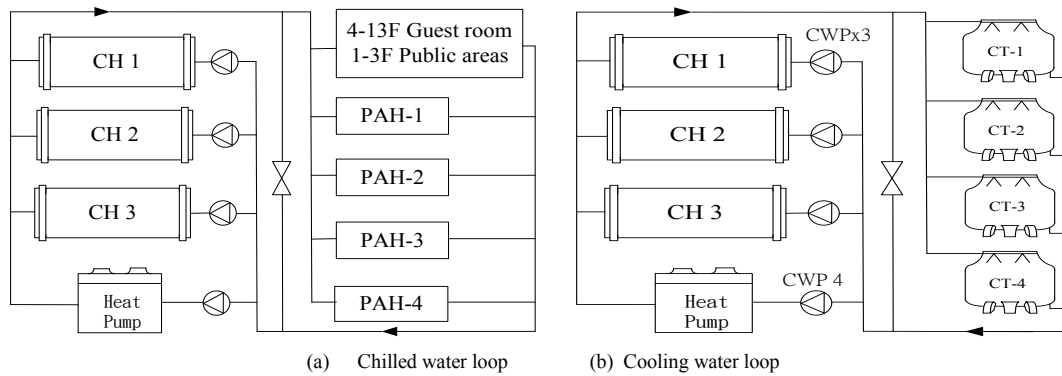 4-13F Guest room
1-3F Public areas
CH 1
PAH-1
CH 2
PAH-2
CH 3
PAH-3
Heat
Pump
PAH-4
(a) Chilled water loop
CWPx3
CH 1
CT-1
CH 2
CT-2
CH 3
CT-3
CWP 4
Heat
Pump
CT-4
(b) Cooling water loop